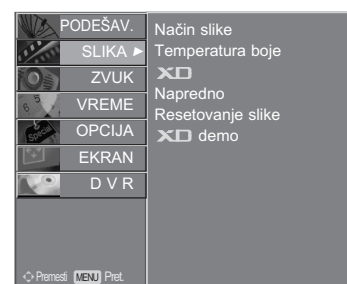 PODEŠAV.
SLIKA
ZVUK
VREME
OPCIJA
EKRAN
D V R
Način slike
Temperatura boje
XD
Napredno
Resetovanje slike
XD demo
Premesti MENU Pret.